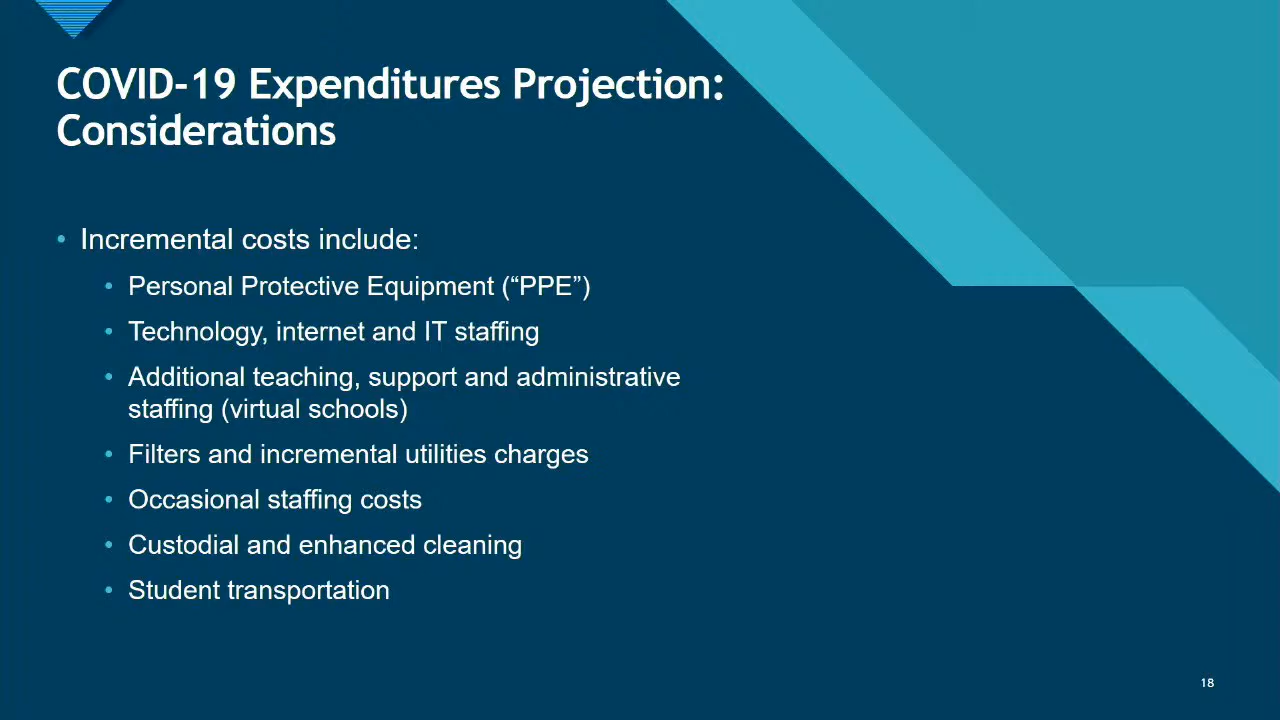 COVID-19 Expenditures Projection:
Considerations
• Incremental costs include:
• Personal Protective Equipment (“PPE”)
• Technology, internet and IT staffing
• Additional teaching, support and administrative
staffing (virtual schools)
• Filters and incremental utilities charges
• Occasional staffing costs
• Custodial and enhanced cleaning
• Student transportation
18